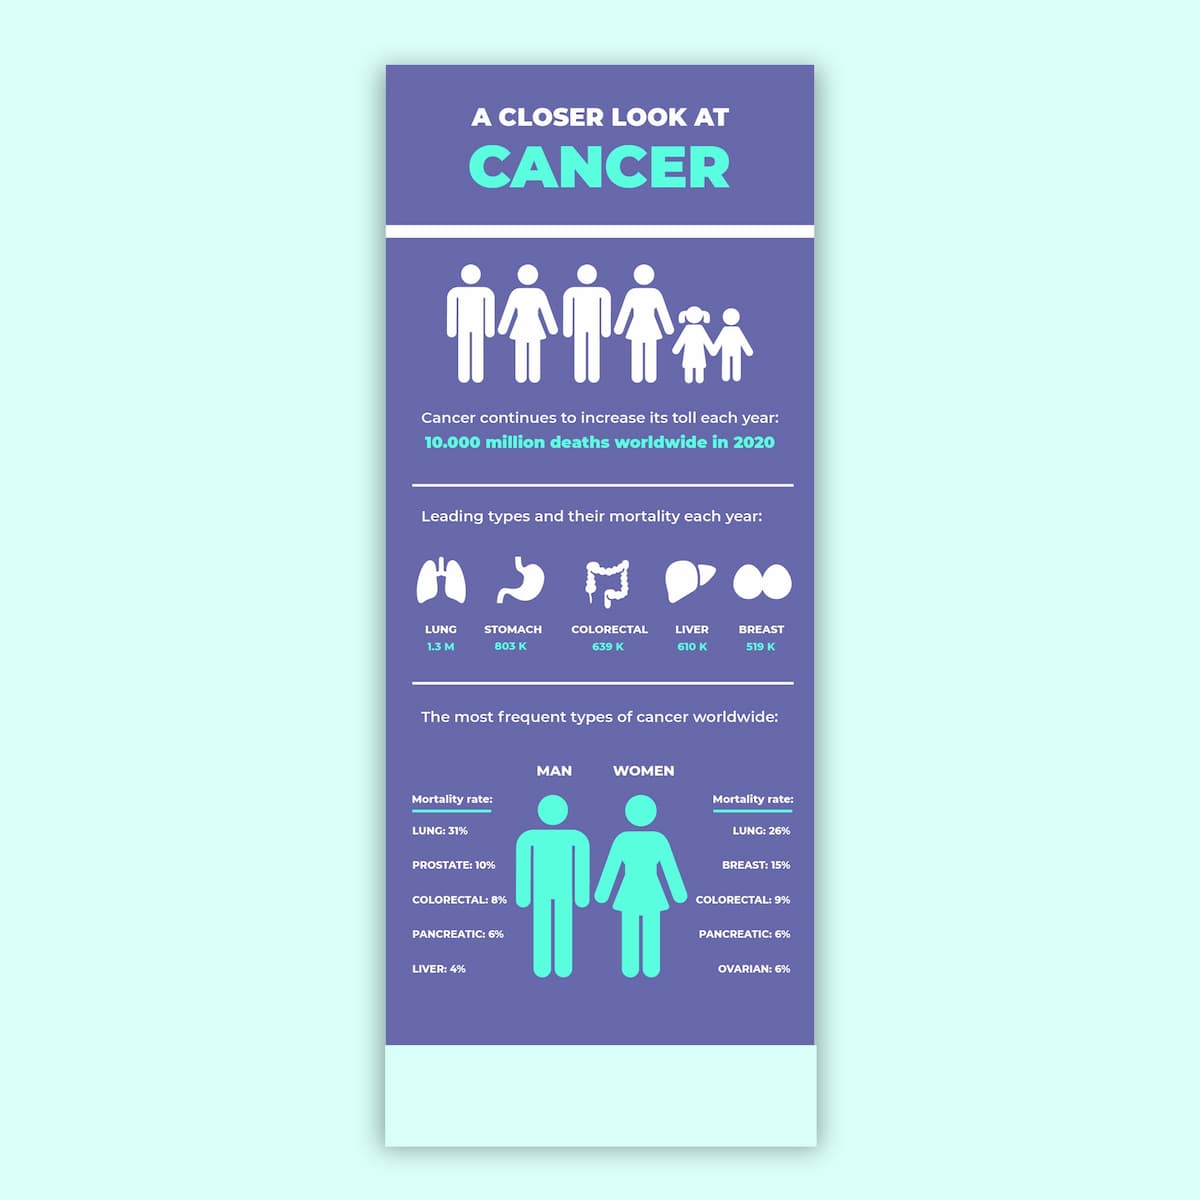 A CLOSER LOOK AT
CANCER
Cancer continues to increase its toll each year:
10.000 million deaths worldwide in 2020
Leading types and their mortality each year:
LUNG
1.3 M
STOMACH
803 K
COLORECTAL
639 K
LIVER
610 K
BREAST
519 K
The most frequent types of cancer worldwide:
MAN
Mortality rate:
LUNG: 31%
PROSTATE: 10%
COLORECTAL: 8%
PANCREATIC: 6%
LIVER: 4%
WOMEN
Mortality rate:
LUNG: 26%
BREAST: 15%
COLORECTAL: 9%
PANCREATIC: 6%
OVARIAN: 6%